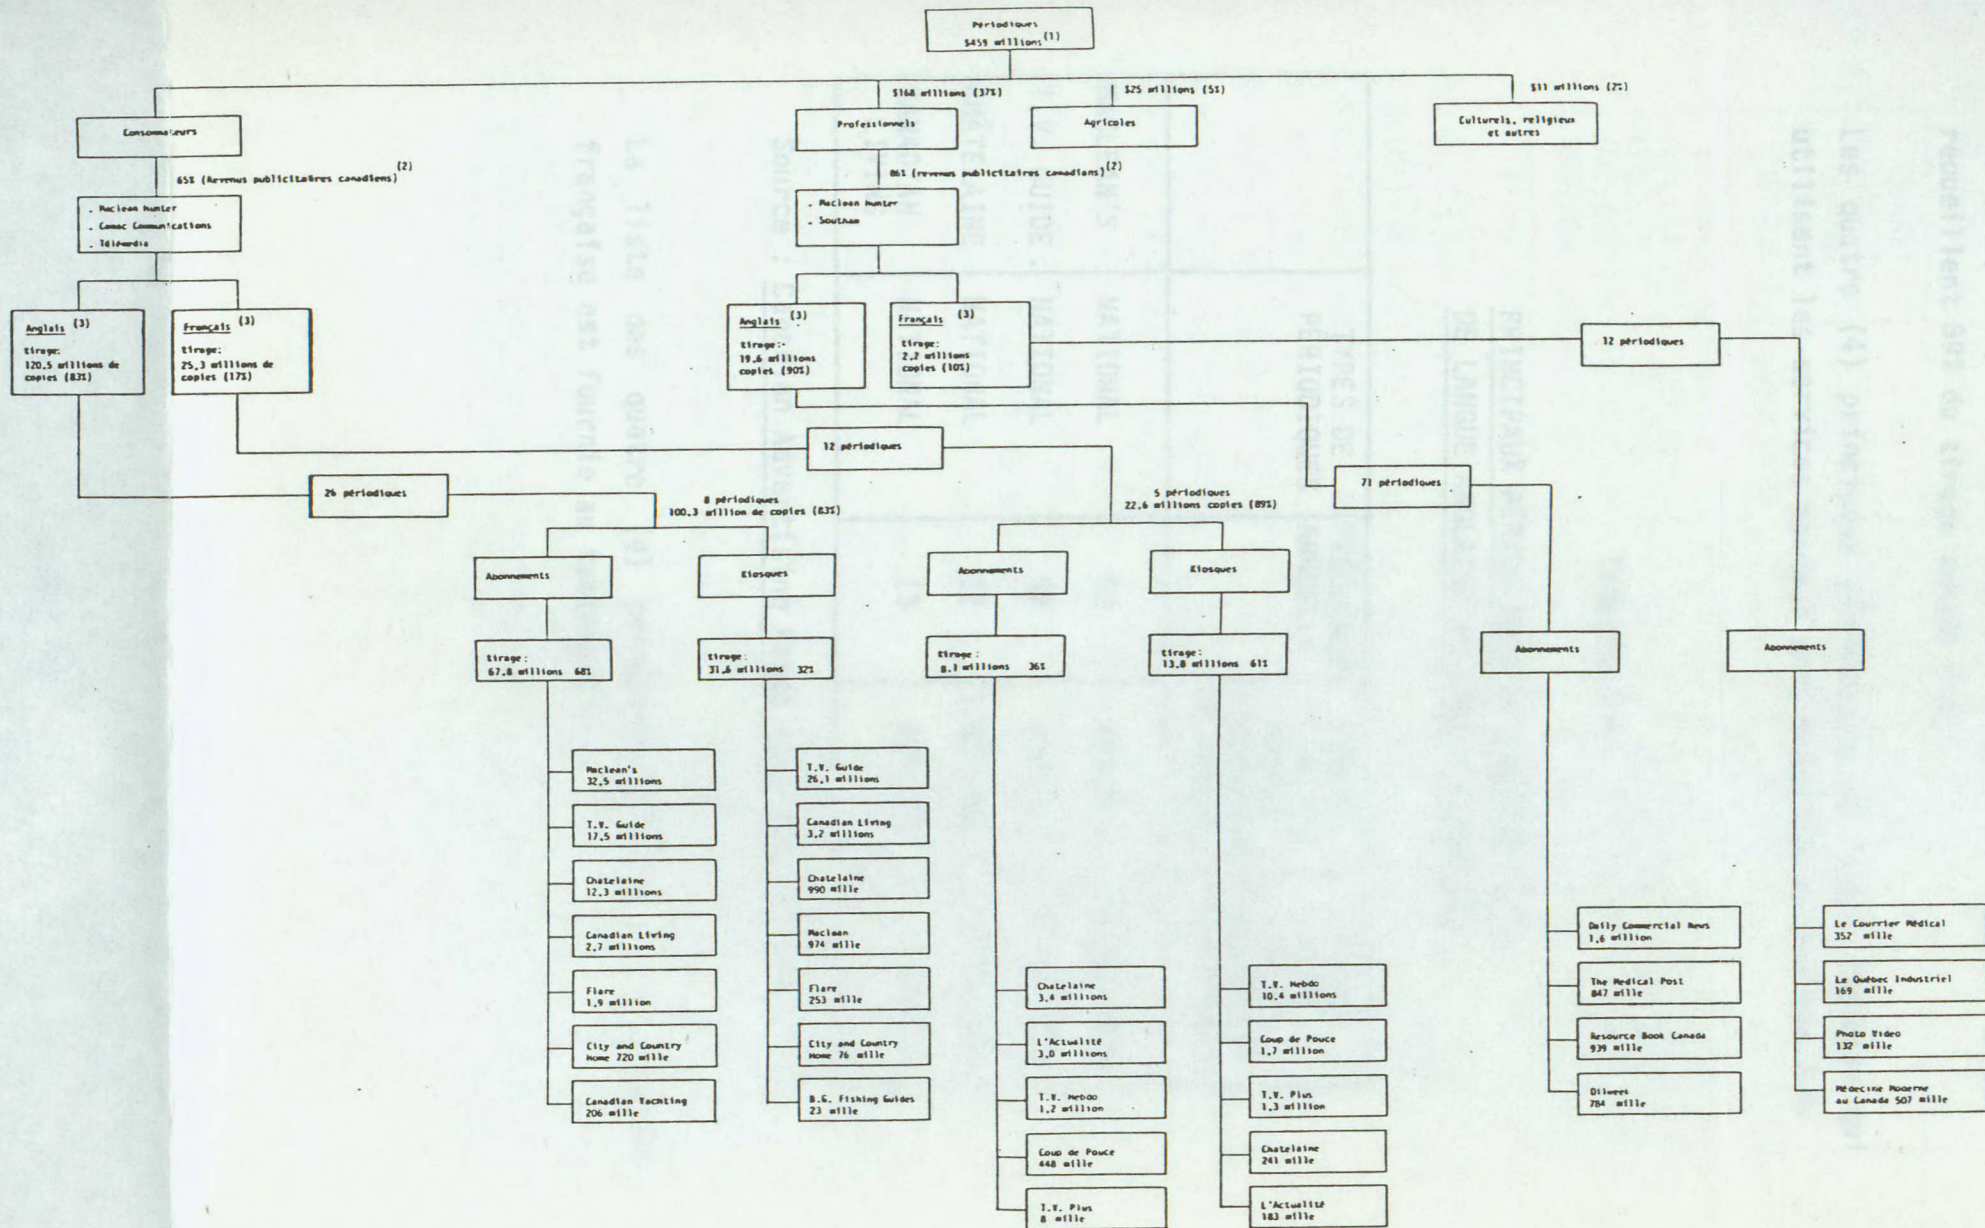 Périodiques
$459 millions(1)
$168 millions (37%)
$25 millions (5%)
$11 millions (2%)
Consommateurs
Professionnels
Agricoles
Culturels, religieux
et autres
65% (Revenus publicitaires canadiens)(2)
86% (revenus publicitaires canadians)(2)
. Maclean Hunter
. Comac Communications
. Télémedia
. Maclean Hunter
. Southam
Anglais (3)
tirage:
120,5 millions de
copies (83%)
Français (3)
tirage:
25,3 millions de
copies (17%)
Anglais (3)
tirage:-
19,6 millions
copies (90%)
Français (3)
tirage:
2,2 millions
copies (10%)
12 périodiques
12 périodiques
26 périodiques
71 périodiques
8 périodiques
100,3 million de copies (83%)
5 périodiques
22,6 millions copies (89%)
Abonnements
Kiosques
Abonnements
Kiosques
Abonnements
Abonnements
tirage:
67,8 millions 68%
tirage:
31,6 millions 32%
tirage:
8,1 millions 36%
tirage:
13,8 millions 61%
Maclean's
32,5 millions
T.V. Guide
17,5 millions
Chatelaine
12,3 millions
Canadian Living
2,7 millions
Flare
1,9 million
City and Country
Home 720 mille
Canadian Yachting
206 mille
T.V. Guide
26,1 millions
Canadian Living
3,2 millions
Chatelaine
990 mille
Maclean
974 mille
Flare
253 mille
City and Country
Home 76 mille
B.G. Fishing Guides
23 mille
Chatelaine
3,4 millions
L'Actualité
3,0 millions
T.V. Hebdo
1,2 million
Coup de Pouce
448 mille
T.V. Plus
8 mille
T.V. Hebdo
10,4 millions
Coup de Pouce
1,7 million
T.V. Plus
1,3 million
Chatelaine
241 mille
L'Actualité
183 mille
Daily Commercial News
1,6 million
The Medical Post
847 mille
Resource Book Canada
939 mille
Oilweek
784 mille
Le Courrier Médical
352 mille
Le Québec Industriel
169 mille
Photo Video
132 mille
Médecine Moderne
au Canada 507 mille